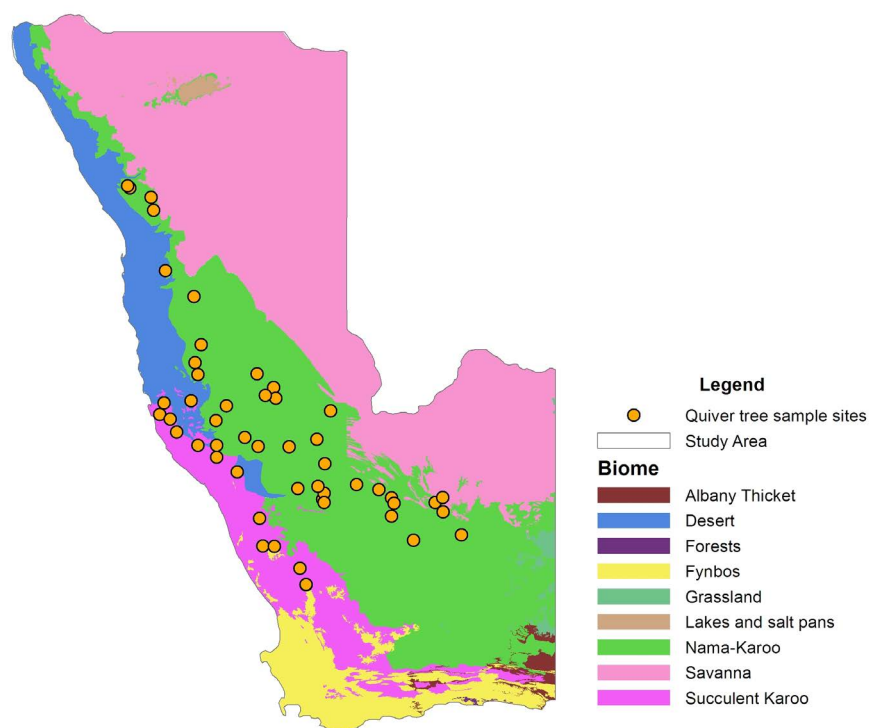 Legend
Quiver tree sample sites
Study Area
Biome
Albany Thicket
Desert
Forests
Fynbos
Grassland
Lakes and salt pans
Nama-Karoo
Savanna
Succulent Karoo